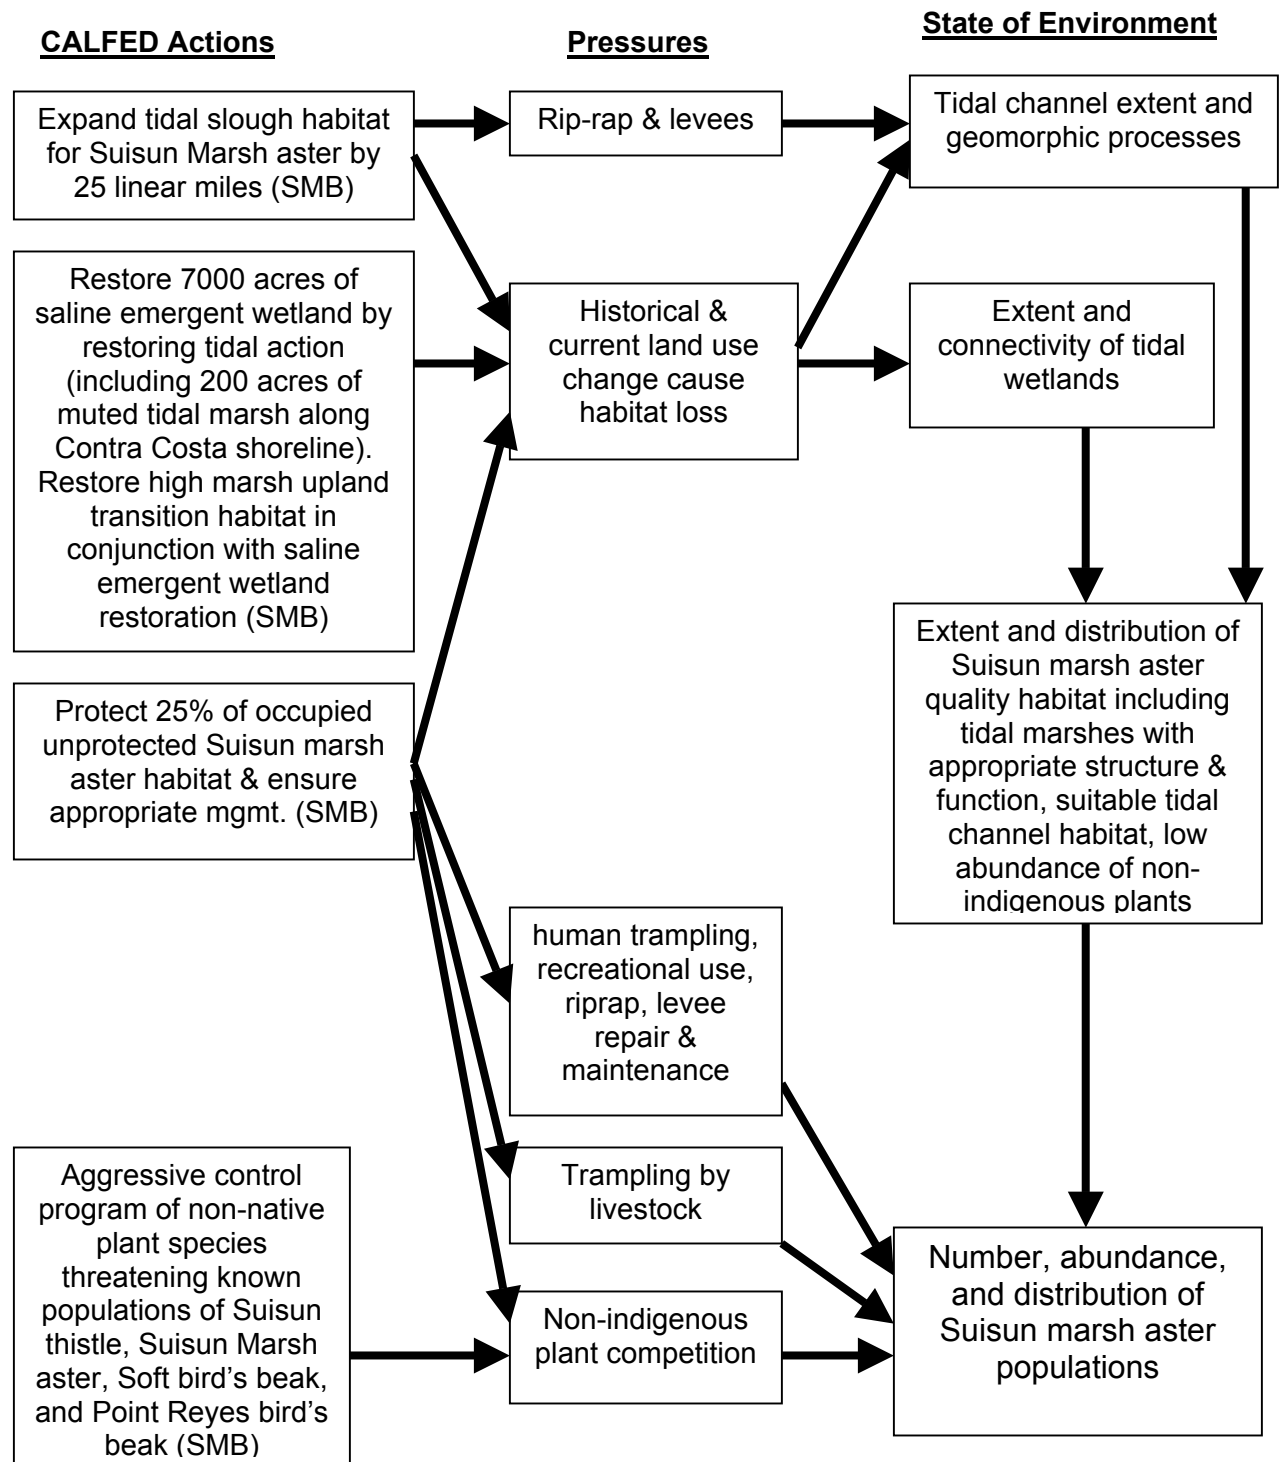 CALFED Actions
Pressures
State of Environment
Expand tidal slough habitat
for Suisun Marsh aster by
25 linear miles (SMB)
Rip-rap & levees
Tidal channel extent and
geomorphic processes
Restore 7000 acres of
saline emergent wetland by
restoring tidal action
(including 200 acres of
muted tidal marsh along
Contra Costa shoreline).
Restore high marsh upland
transition habitat in
conjunction with saline
emergent wetland
restoration (SMB)
Historical &
current land use
change cause
habitat loss
Extent and
connectivity of tidal
wetlands
Protect 25% of occupied
unprotected Suisun marsh
aster habitat & ensure
appropriate mgmt. (SMB)
Extent and distribution of
Suisun marsh aster
quality habitat including
tidal marshes with
appropriate structure &
function, suitable tidal
channel habitat, low
abundance of non-
indigenous plants
human trampling,
recreational use,
riprap, levee
repair &
maintenance
Trampling by
livestock
Aggressive control
program of non-native
plant species
threatening known
populations of Suisun
thistle, Suisun Marsh
aster, Soft bird's beak,
and Point Reyes bird's
beak (SMB)
Non-indigenous
plant competition
Number, abundance,
and distribution of
Suisun marsh aster
populations